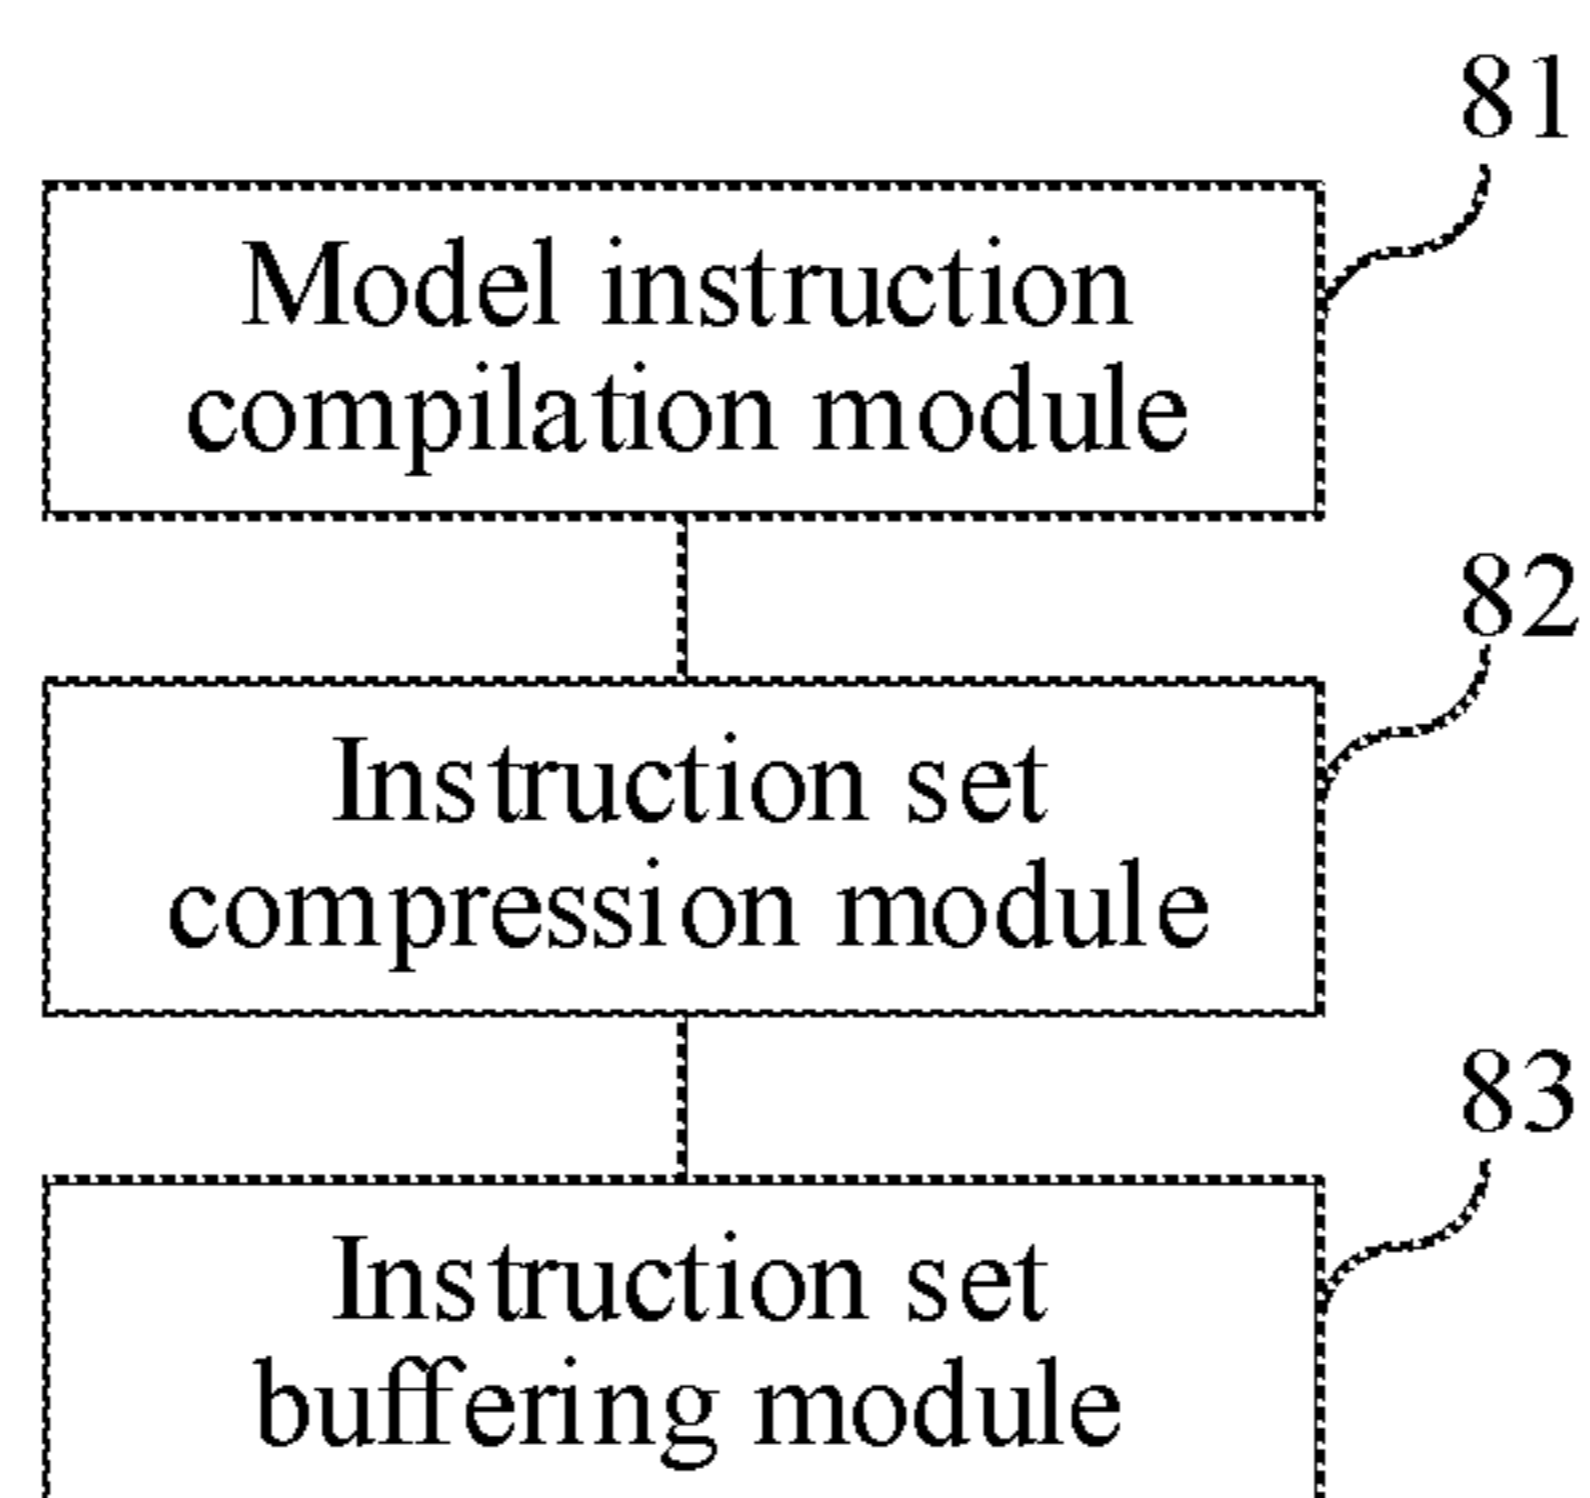 81
Model instruction
compilation module
82
Instruction set
compression module
83
Instruction set
buffering module